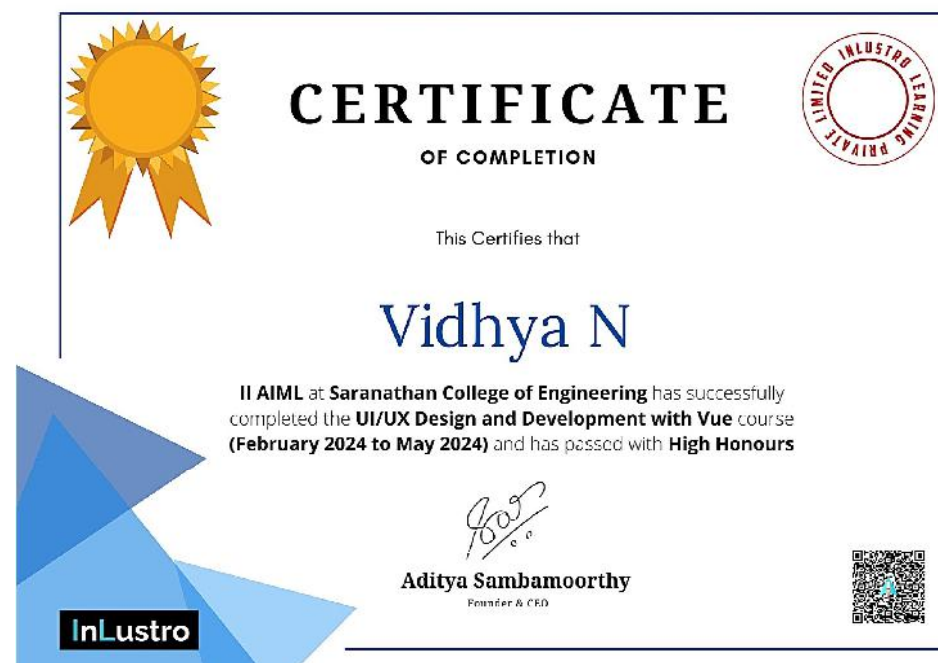 CERTIFICATE
OF COMPLETION
INLUSTRO LEARNING PRIVATE LIMITED
This Certifies that
Vidhya N
II AIML at Saranathan College of Engineering has successfully
completed the UI/UX Design and Development with Vue course
(February 2024 to May 2024) and has passed with High Honours
Aditya Sambamoorthy
Founder & CEO
InLustro